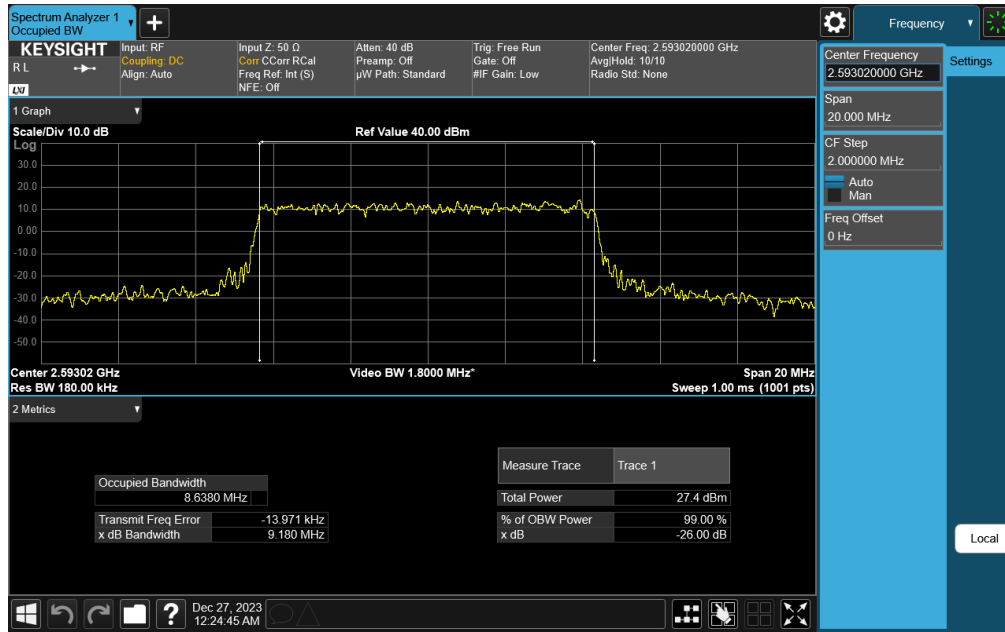 Spectrum Analyzer 1
Occupied BW
Frequency
KEYSIGHT
R L
LXI
Input: RF
Coupling: DC
Align: Auto
Input Z: 50 Ω
Corr CCorr RCal
Freq Ref: Int (S)
NFE: Off
Atten: 40 dB
Preamp: Off
µW Path: Standard
Trig: Free Run
Gate: Off
#IF Gain: Low
Center Freq: 2.593020000 GHz
Avg|Hold: 10/10
Radio Std: None
Center Frequency
2.593020000 GHz
Settings
Span
20.000 MHz
CF Step
2.000000 MHz
Auto
Man
Freq Offset
0 Hz
1 Graph
Scale/Div 10.0 dB
Ref Value 40.00 dBm
Log
30.0
20.0
10.0
0.00
-10.0
-20.0
-30.0
-40.0
-50.0
Center 2.59302 GHz
Video BW 1.8000 MHz*
Span 20 MHz
Res BW 180.00 kHz
Sweep 1.00 ms (1001 pts)
2 Metrics
Measure Trace Trace 1
Occupied Bandwidth
8.6380 MHz
Total Power 27.4 dBm
Transmit Freq Error -13.971 kHz
% of OBW Power 99.00 %
x dB Bandwidth 9.180 MHz
x dB -26.00 dB
Local
?
Dec 27, 2023
12:24:45 AM